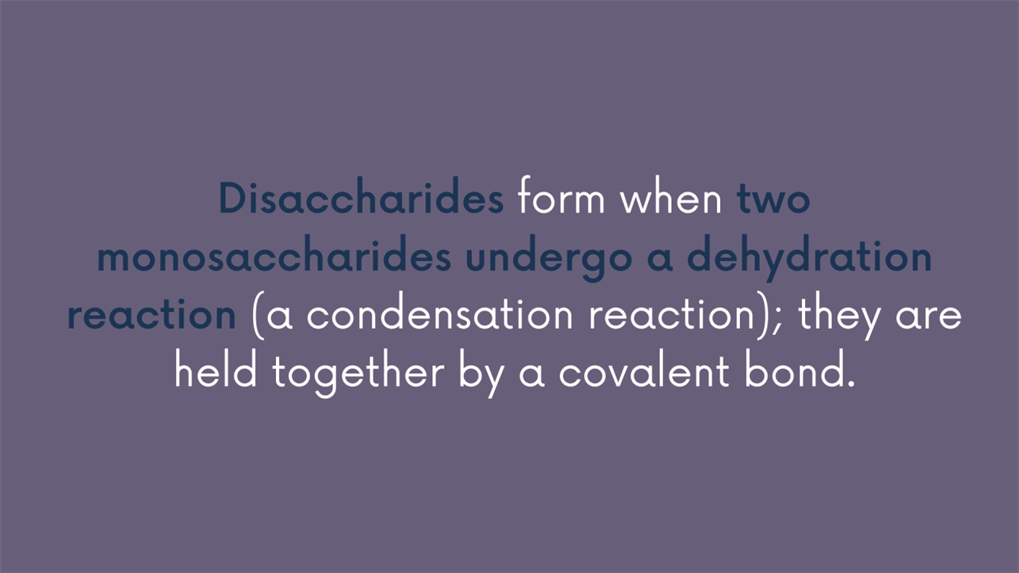 Disaccharides form when two
monosaccharides undergo a dehydration
reaction (a condensation reaction); they are
held together by a covalent bond.